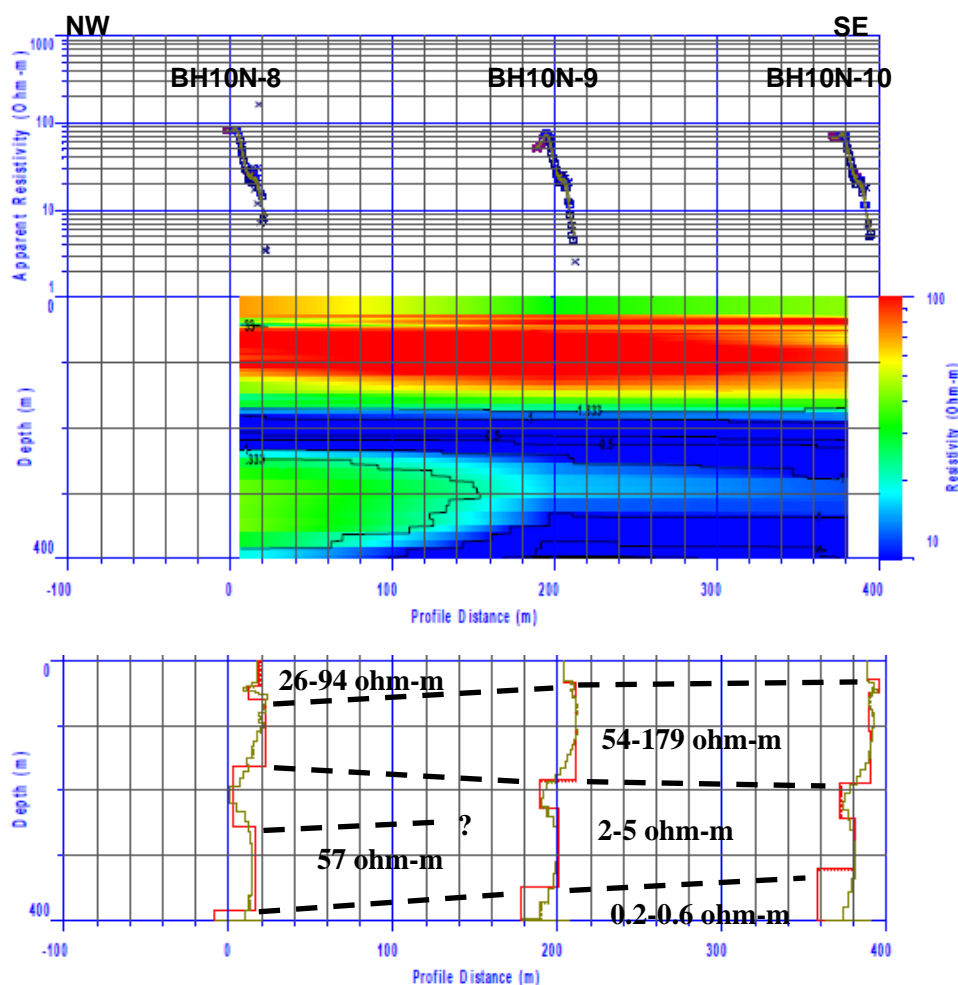 NW SE
BH10N-8 BH10N-9 BH10N-10
Apparent Resistivity (Ohm-m)
1000
100
10
1
0
400
Depth (m)
-100 0 100 200 300 400
Profile Distance (m)
100
10
Resistivity (Ohm-m)
-1.833
0
400
Depth (m)
26-94 ohm-m
54-179 ohm-m
?
57 ohm-m
2-5 ohm-m
0.2-0.6 ohm-m
-100 0 100 200 300 400
Profile Distance (m)